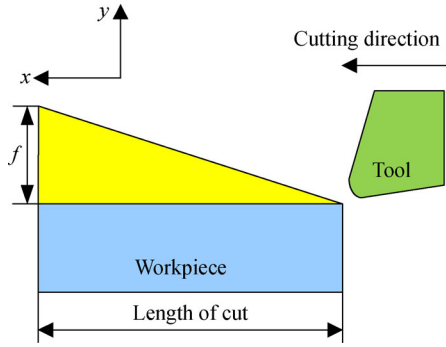 y
Cutting direction
x
f
Tool
Workpiece
Length of cut